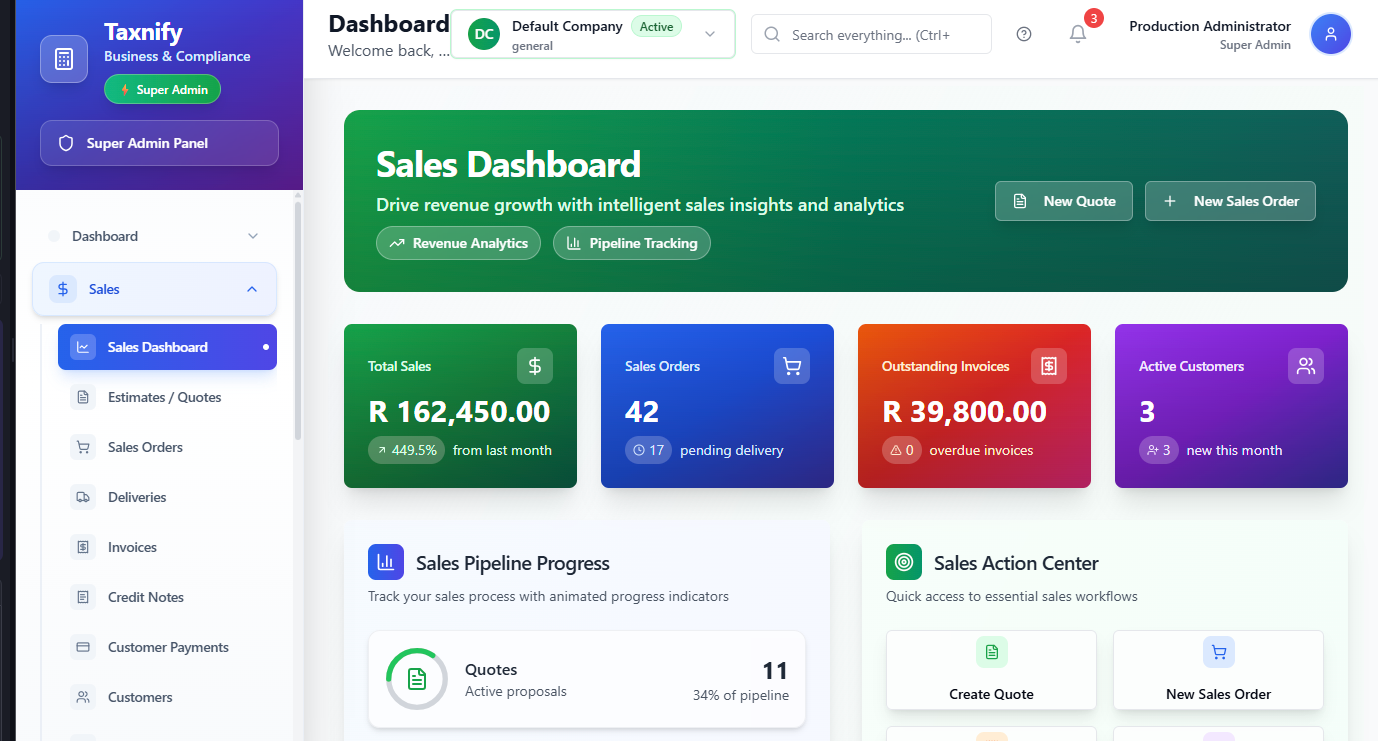 Taxnify
Business & Compliance
Super Admin
Super Admin Panel
Dashboard
Sales
Sales Dashboard
Estimates / Quotes
Sales Orders
Deliveries
Invoices
Credit Notes
Customer Payments
Customers
Dashboard
Welcome back, ...
DC
Default Company
Active
general
Search everything... (Ctrl+
3
Production Administrator
Super Admin
Sales Dashboard
Drive revenue growth with intelligent sales insights and analytics
Revenue Analytics
Pipeline Tracking
New Quote
New Sales Order
Total Sales
R 162,450.00
449.5% from last month
Sales Orders
42
17 pending delivery
Outstanding Invoices
R 39,800.00
0 overdue invoices
Active Customers
3
3 new this month
Sales Pipeline Progress
Track your sales process with animated progress indicators
Quotes
Active proposals
11
34% of pipeline
Sales Action Center
Quick access to essential sales workflows
Create Quote
New Sales Order